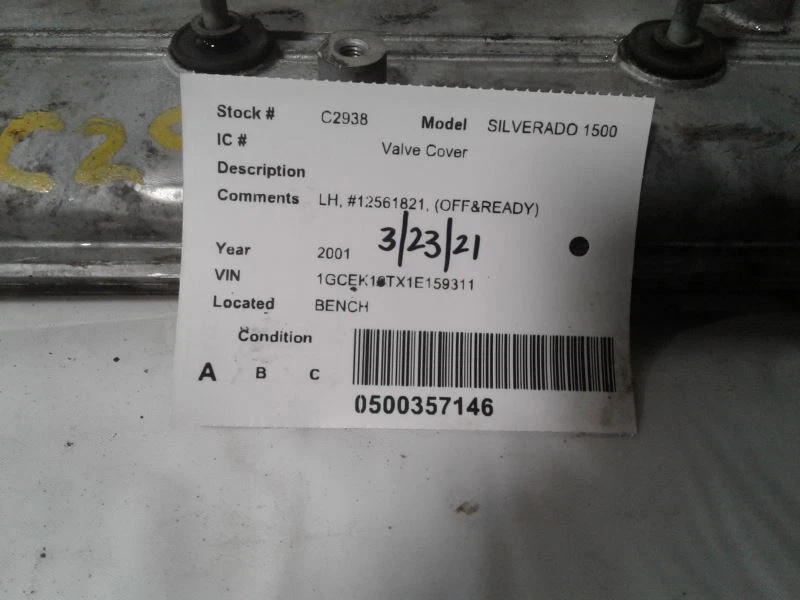 Stock # C2938 Model SILVERADO 1500
IC # Valve Cover
Description
Comments LH, #12561821, (OFF&READY)
3/23/21
Year 2001
VIN 1GCEK19TX1E159311
Located BENCH
Condition
A B C
0500357146
C29